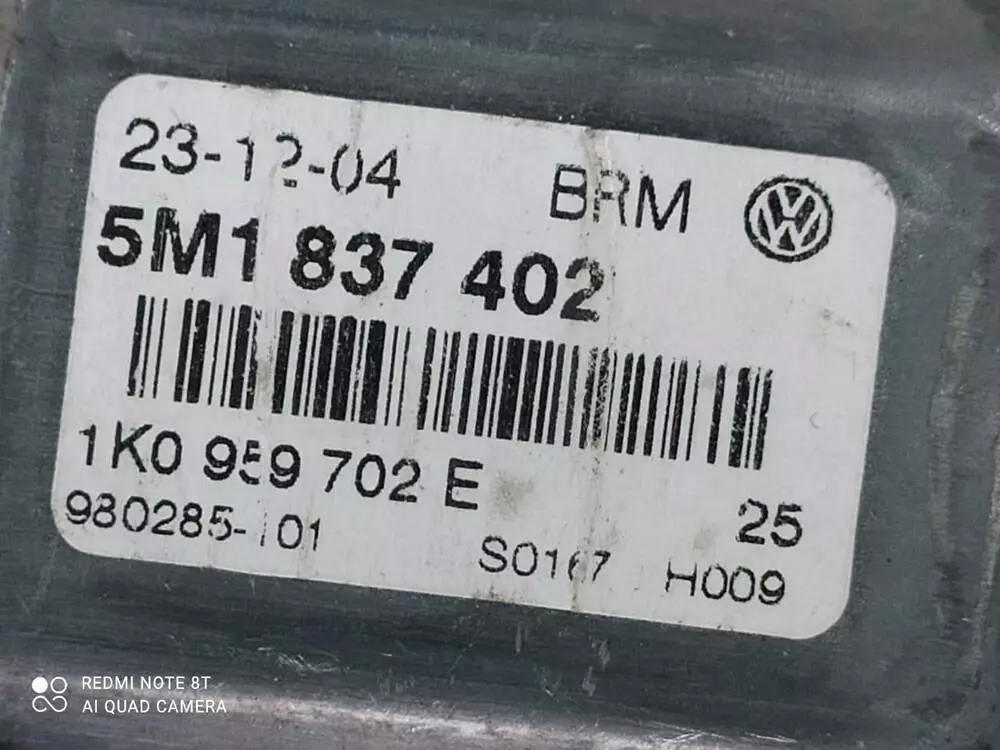 23-12-04 BRM
5M1 837 402
1K0 959 702 E
25
980285-101
S0167 H009
REDMI NOTE 8T
AI QUAD CAMERA